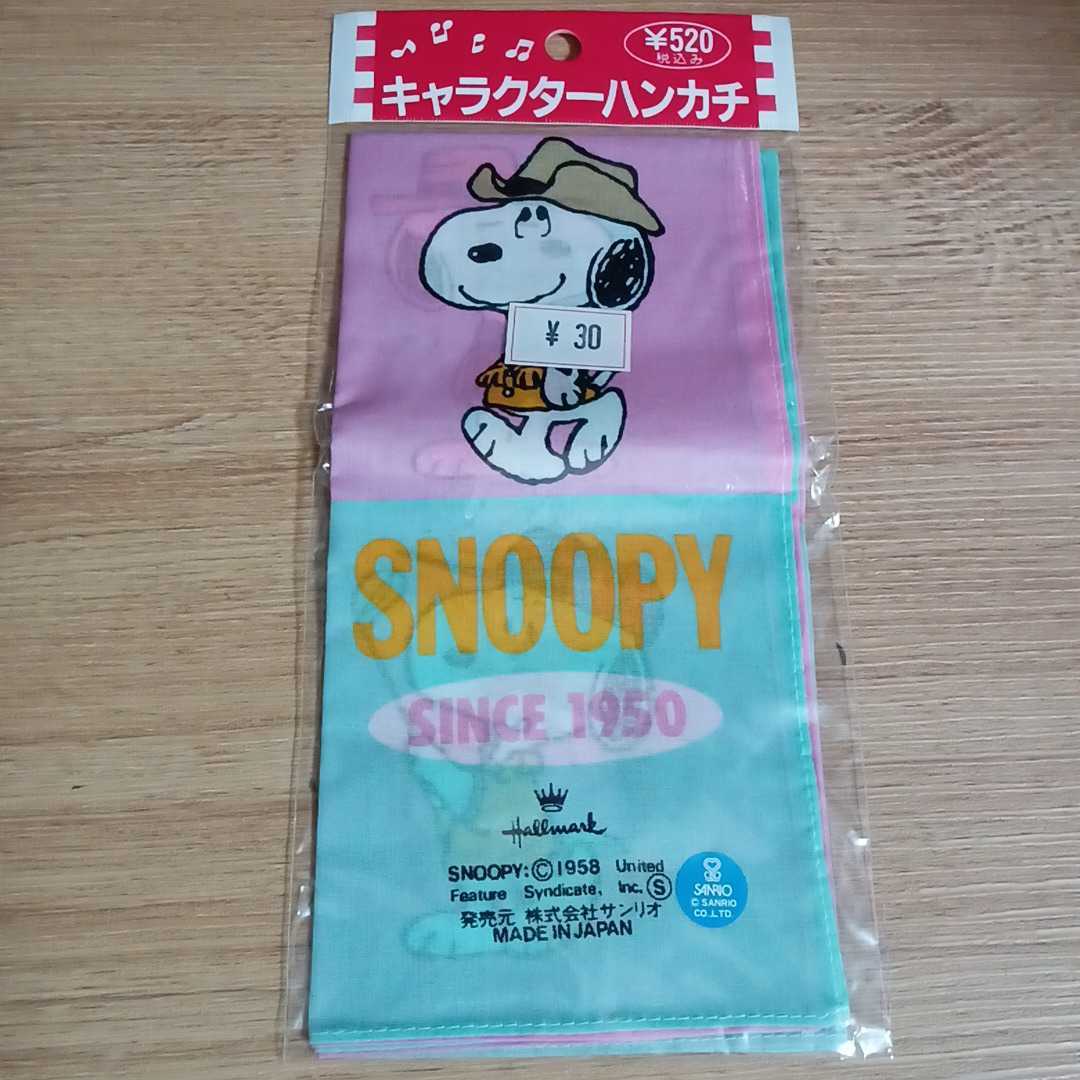 ¥520
税込み
キャラクターハンカチ
¥ 30
SNOOPY
SINCE 1950
Hallmark
SNOOPY:©1958 United
Feature Syndicate, Inc.Ⓢ
発売元 株式会社サンリオ
MADE IN JAPAN
SANRIO
© SANRIO
CO.,LTD.